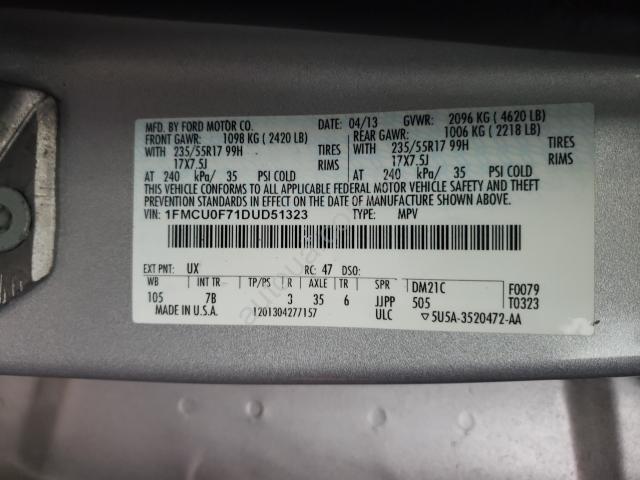 MFD. BY FORD MOTOR CO. 04/13 GVWR: 2096 KG (4620 LB)
FRONT GAWR: 1098 KG (2420 LB) REAR GAWR: 1006 KG (2218 LB)
WITH 235/55R17 99H TIRES WITH 235/55R17 99H TIRES
17X7.5J RIMS 17X7.5J RIMS
AT 240 kPa/ 35 PSI COLD AT 240 kPa/ 35 PSI COLD
THIS VEHICLE CONFORMS TO ALL APPLICABLE FEDERAL MOTOR VEHICLE SAFETY AND THEFT
PREVENTION STANDARDS IN EFFECT ON THE DATE OF MANUFACTURE SHOWN ABOVE.
VIN: 1FMCU0F71DUD51323 TYPE: MPV
EXT PNT: UX RC: 47 DSO:
WB INT TR TP/PS R AXLE TR SPR DM21C F0079
105 7B 3 35 6 JJPP 505 T0323
MADE IN U.S.A. 1201304277157 ULC ▽5U5A-3520472-AA